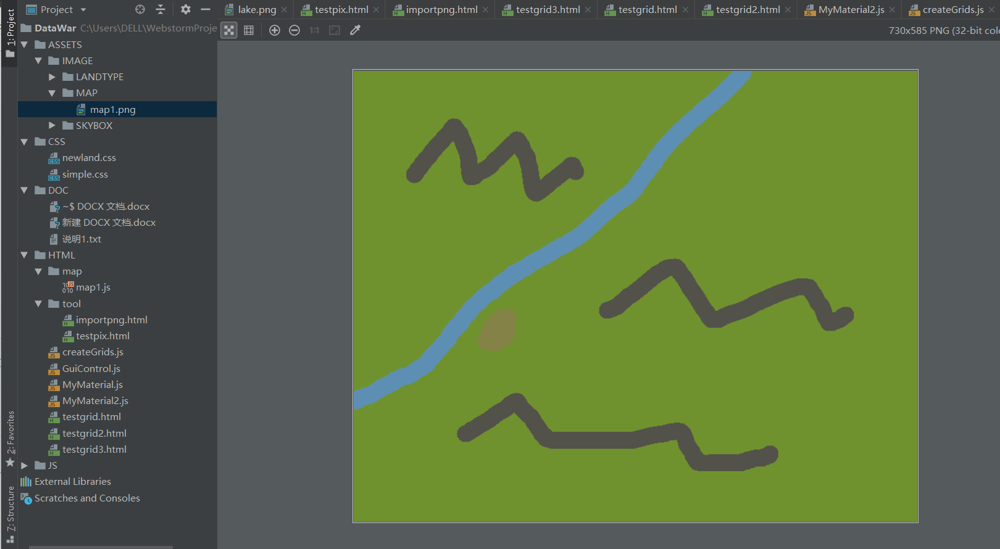 Project
lake.png
testpix.html
importpng.html
testgrid3.html
testgrid.html
testgrid2.html
MyMaterial2.js
createGrids.js
1: Project
DataWar C:\Users\DELL\WebstormProje
1:1
730x585 PNG (32-bit colo
ASSETS
IMAGE
LANDTYPE
MAP
map1.png
SKYBOX
CSS
newland.css
simple.css
DOC
~$ DOCX 文档.docx
新建 DOCX 文档.docx
说明1.txt
HTML
map
map1.js
tool
importpng.html
testpix.html
createGrids.js
GuiControl.js
MyMaterial.js
MyMaterial2.js
testgrid.html
testgrid2.html
testgrid3.html
JS
External Libraries
Scratches and Consoles
2: Favorites
7: Structure